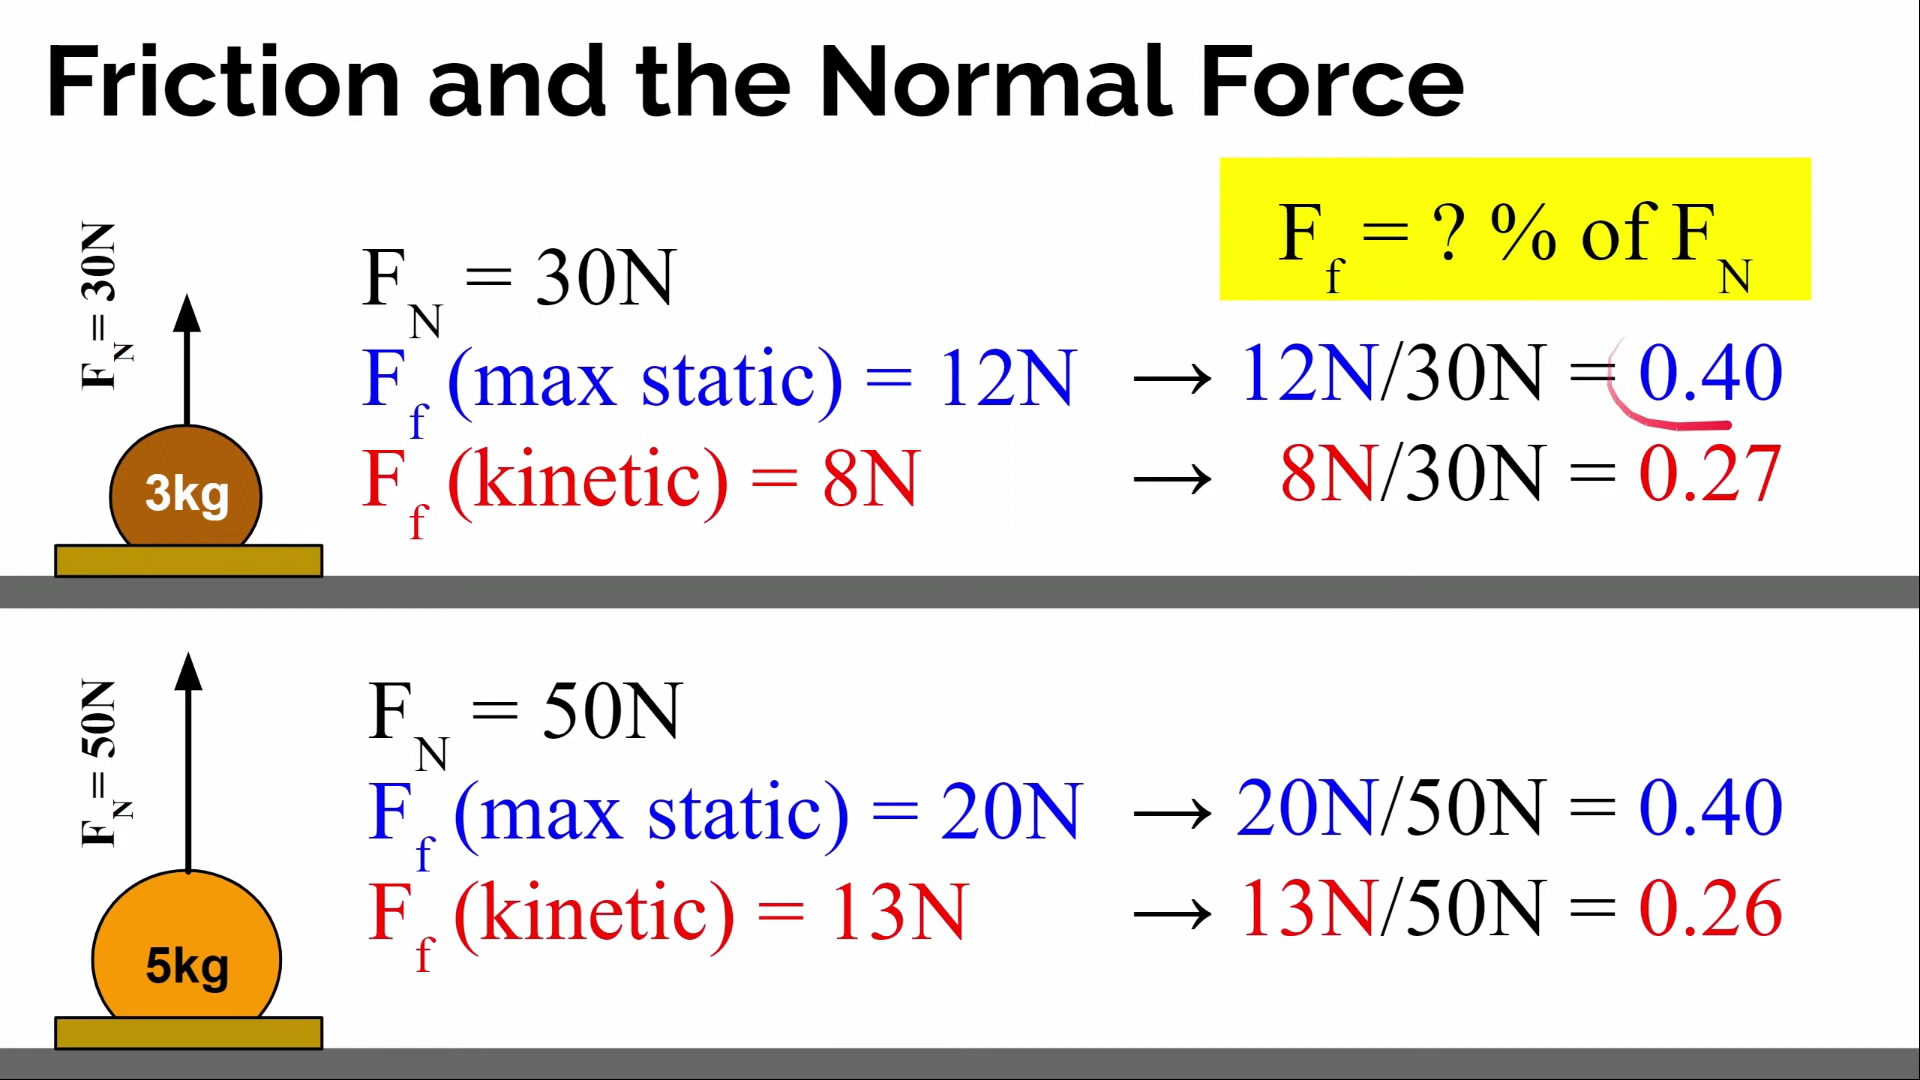 Friction and the Normal Force
Ff = ? % of FN
FN = 30N
FN = 30N
Ff (max static) = 12N → 12N/30N = 0.40
Ff (kinetic) = 8N → 8N/30N = 0.27
3kg
FN = 50N
FN = 50N
Ff (max static) = 20N → 20N/50N = 0.40
Ff (kinetic) = 13N → 13N/50N = 0.26
5kg